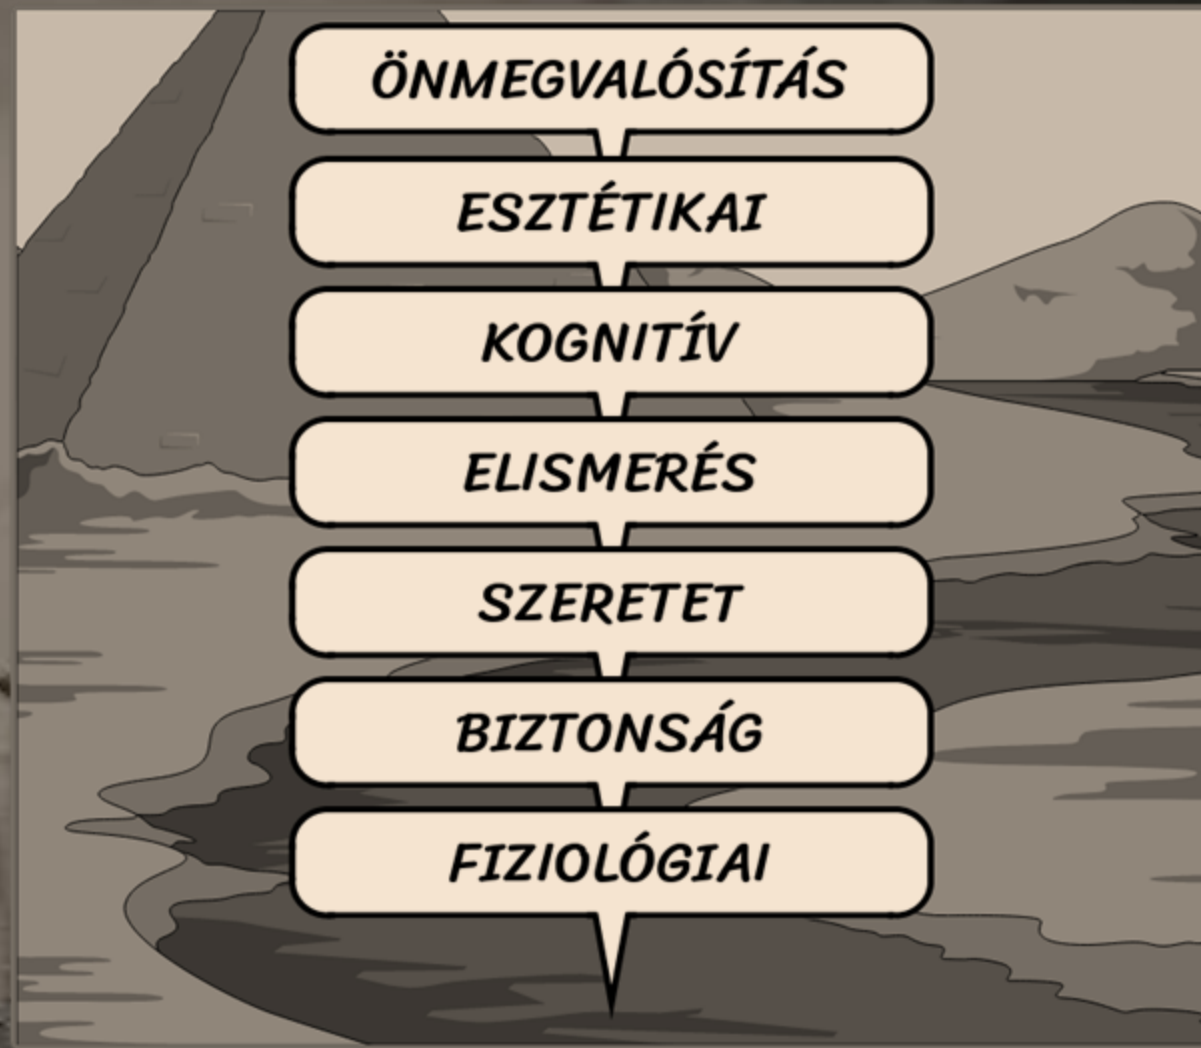 ÖNMEGVALÓSÍTÁS
ESZTÉTIKAI
KOGNITÍV
ELISMERÉS
SZERETET
BIZTONSÁG
FIZIOLÓGIAI